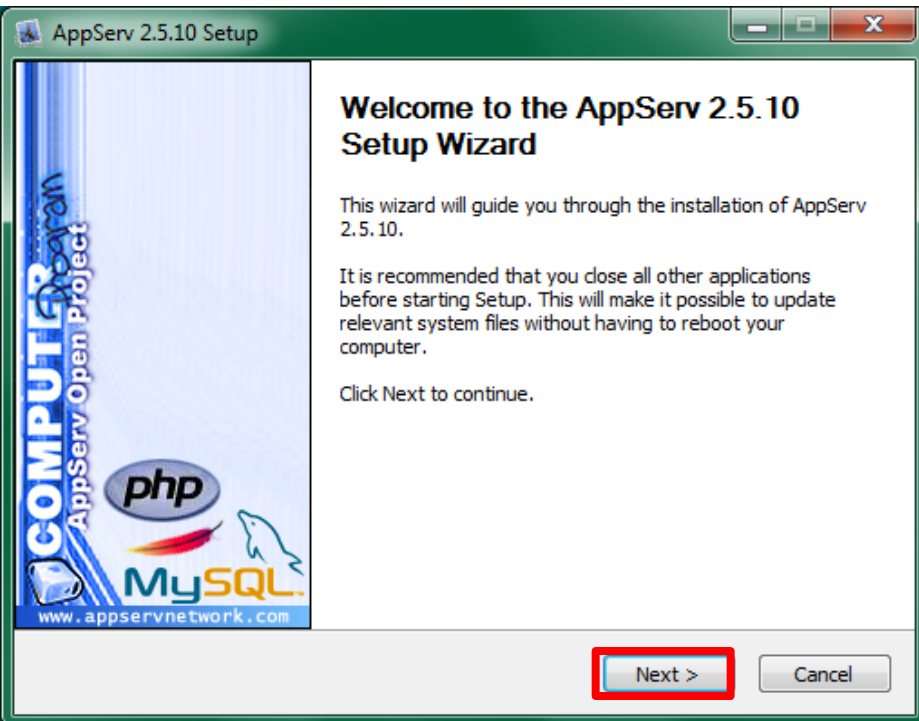 AppServ 2.5.10 Setup
Welcome to the AppServ 2.5.10
Setup Wizard
This wizard will guide you through the installation of AppServ
2.5.10.
It is recommended that you close all other applications
before starting Setup. This will make it possible to update
relevant system files without having to reboot your
computer.
Click Next to continue.
COMPUTER
Program
AppServ Open Project
php
MySQL
www.appservnetwork.com
Next >
Cancel